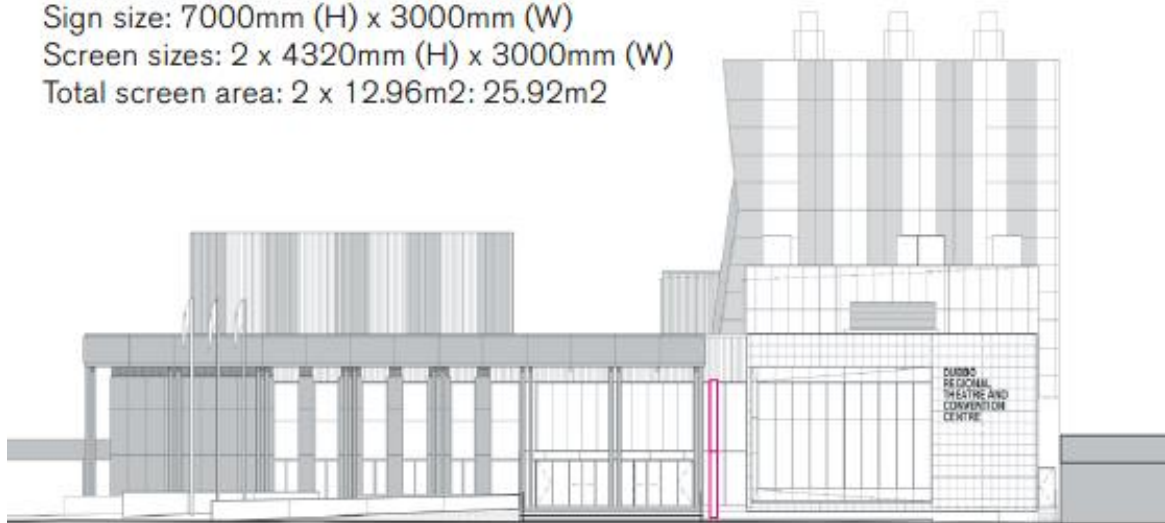 Sign size: 7000mm (H) x 3000mm (W)
Screen sizes: 2 x 4320mm (H) x 3000mm (W)
Total screen area: 2 x 12.96m2: 25.92m2
DUBBO
REGIONAL
THEATRE AND
CONVENTION
CENTRE